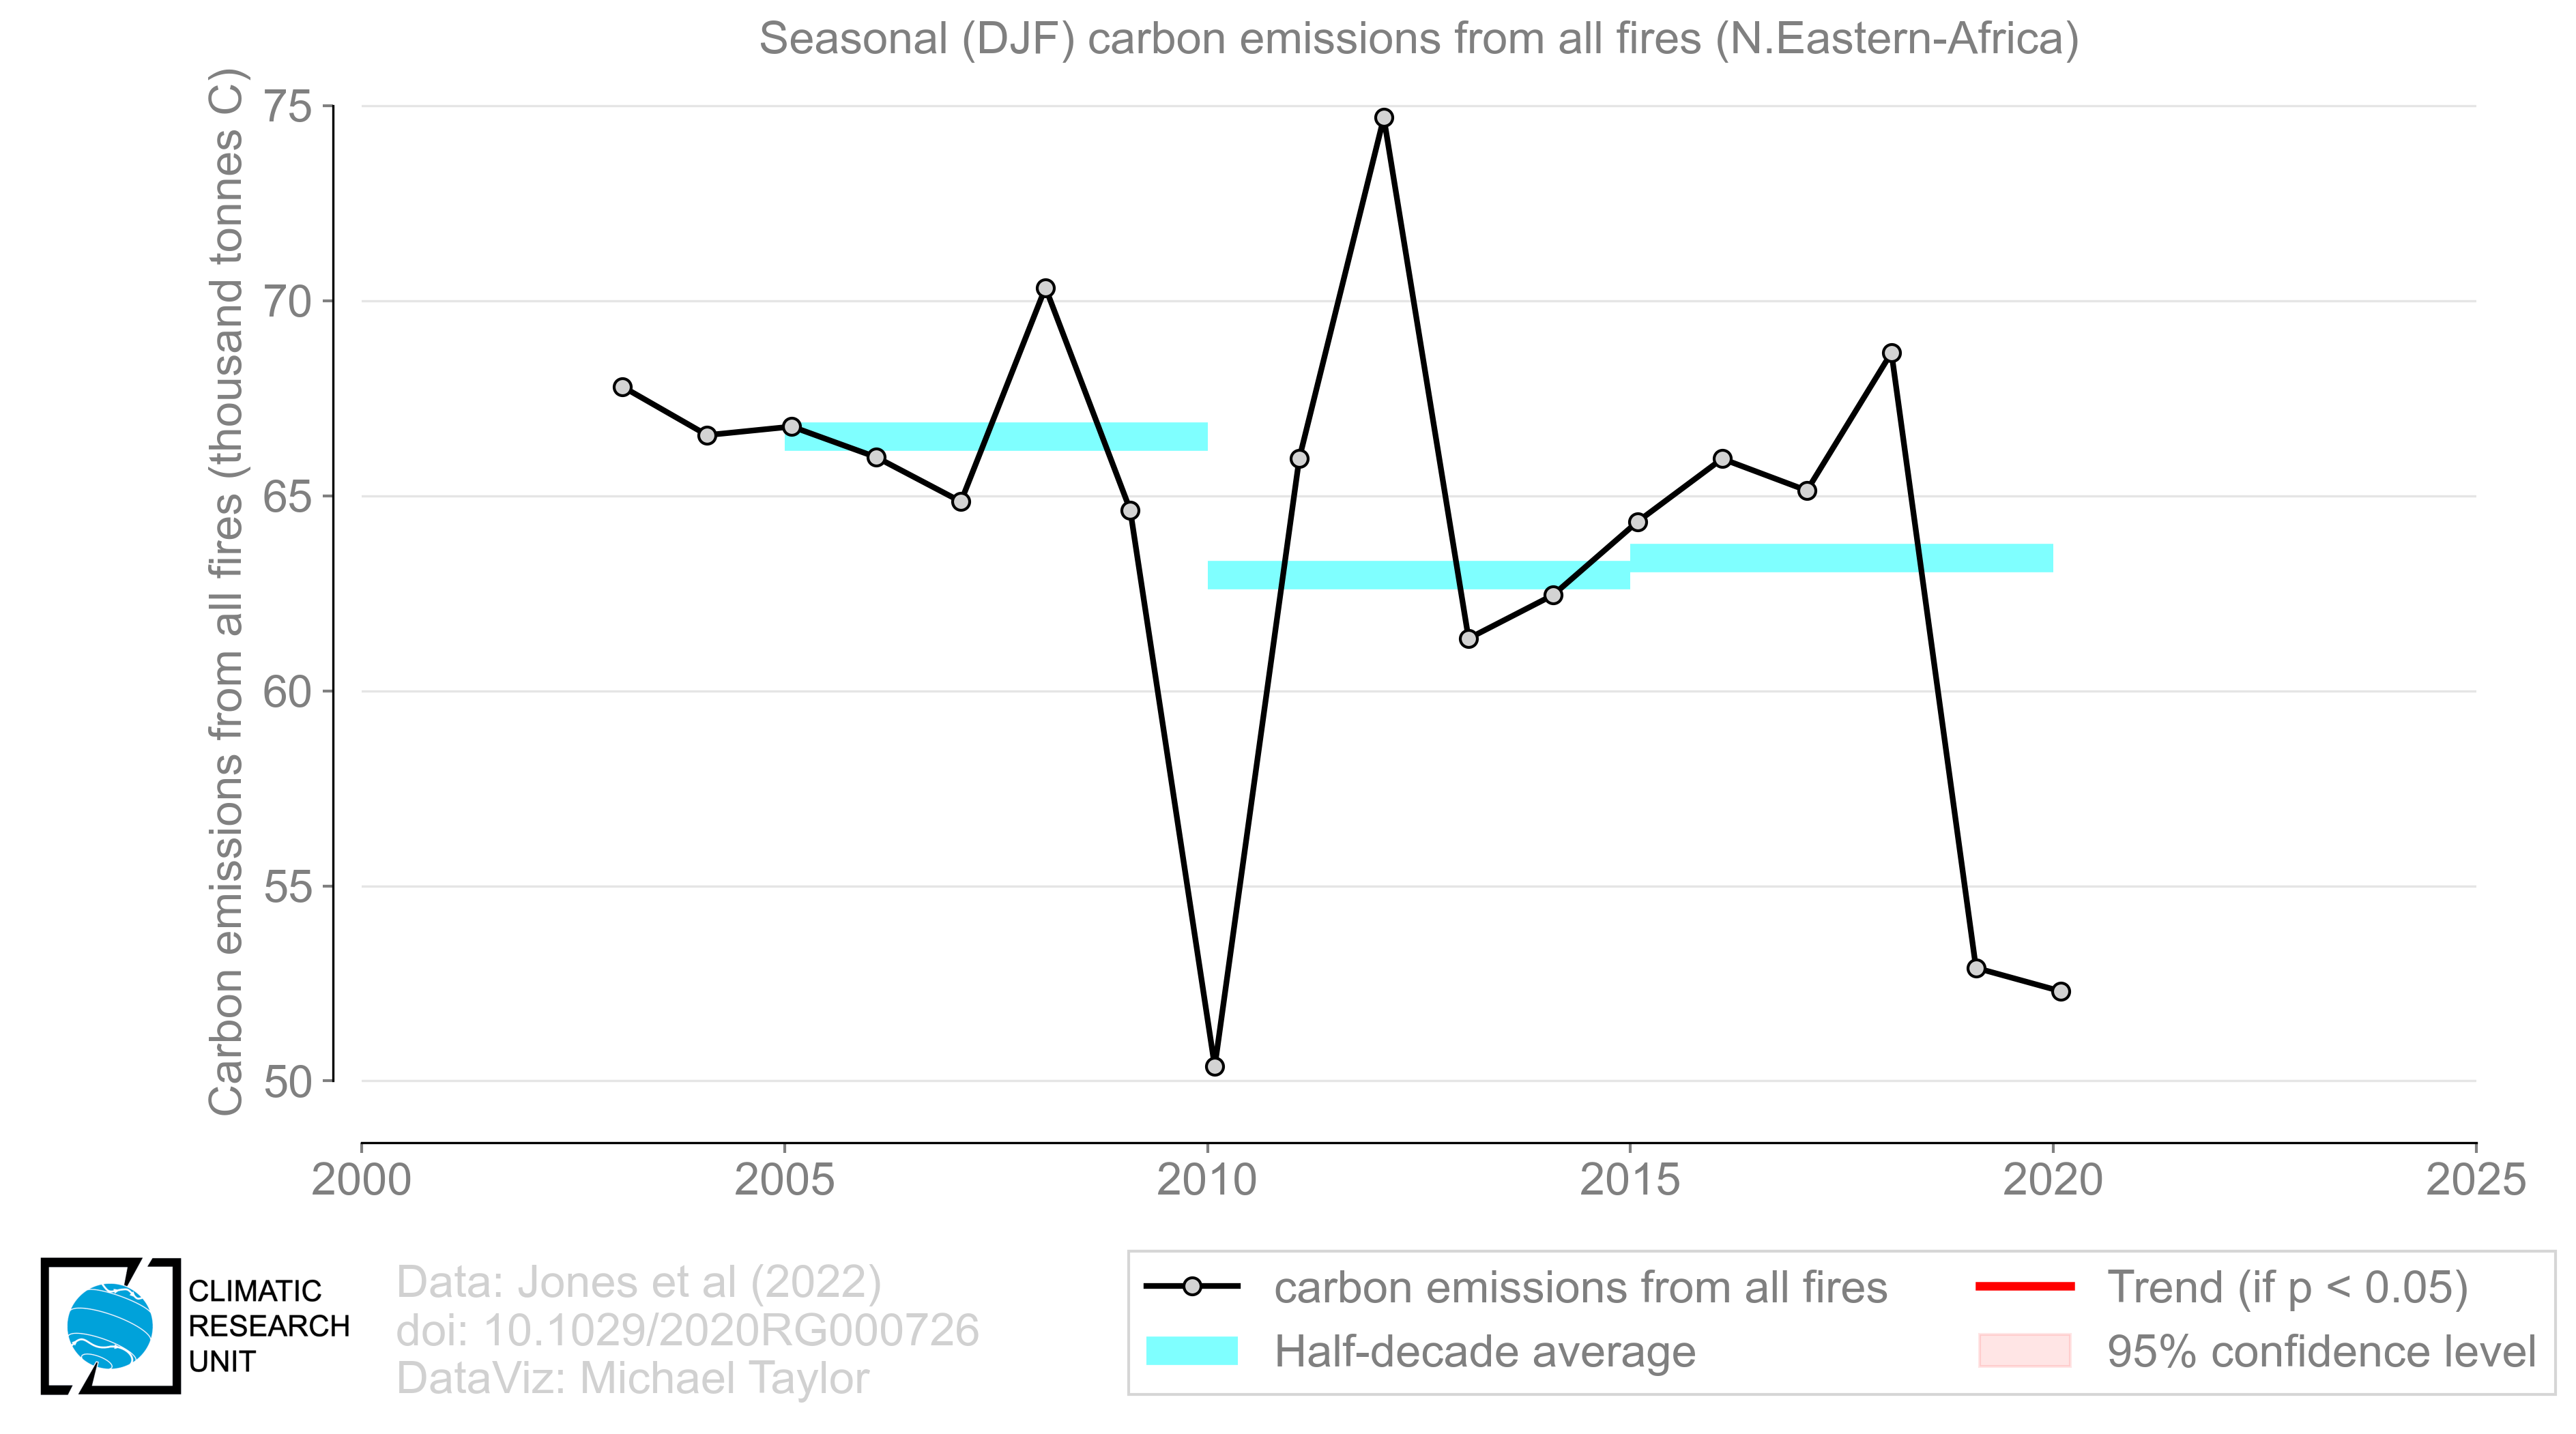 Seasonal (DJF) carbon emissions from all fires (N.Eastern-Africa)
Carbon emissions from all fires (thousand tonnes C)
75
70
65
60
55
50
2000
2005
2010
2015
2020
2025
CLIMATIC
RESEARCH
UNIT
Data: Jones et al (2022)
doi: 10.1029/2020RG000726
DataViz: Michael Taylor
carbon emissions from all fires
Half-decade average
Trend (if p < 0.05)
95% confidence level